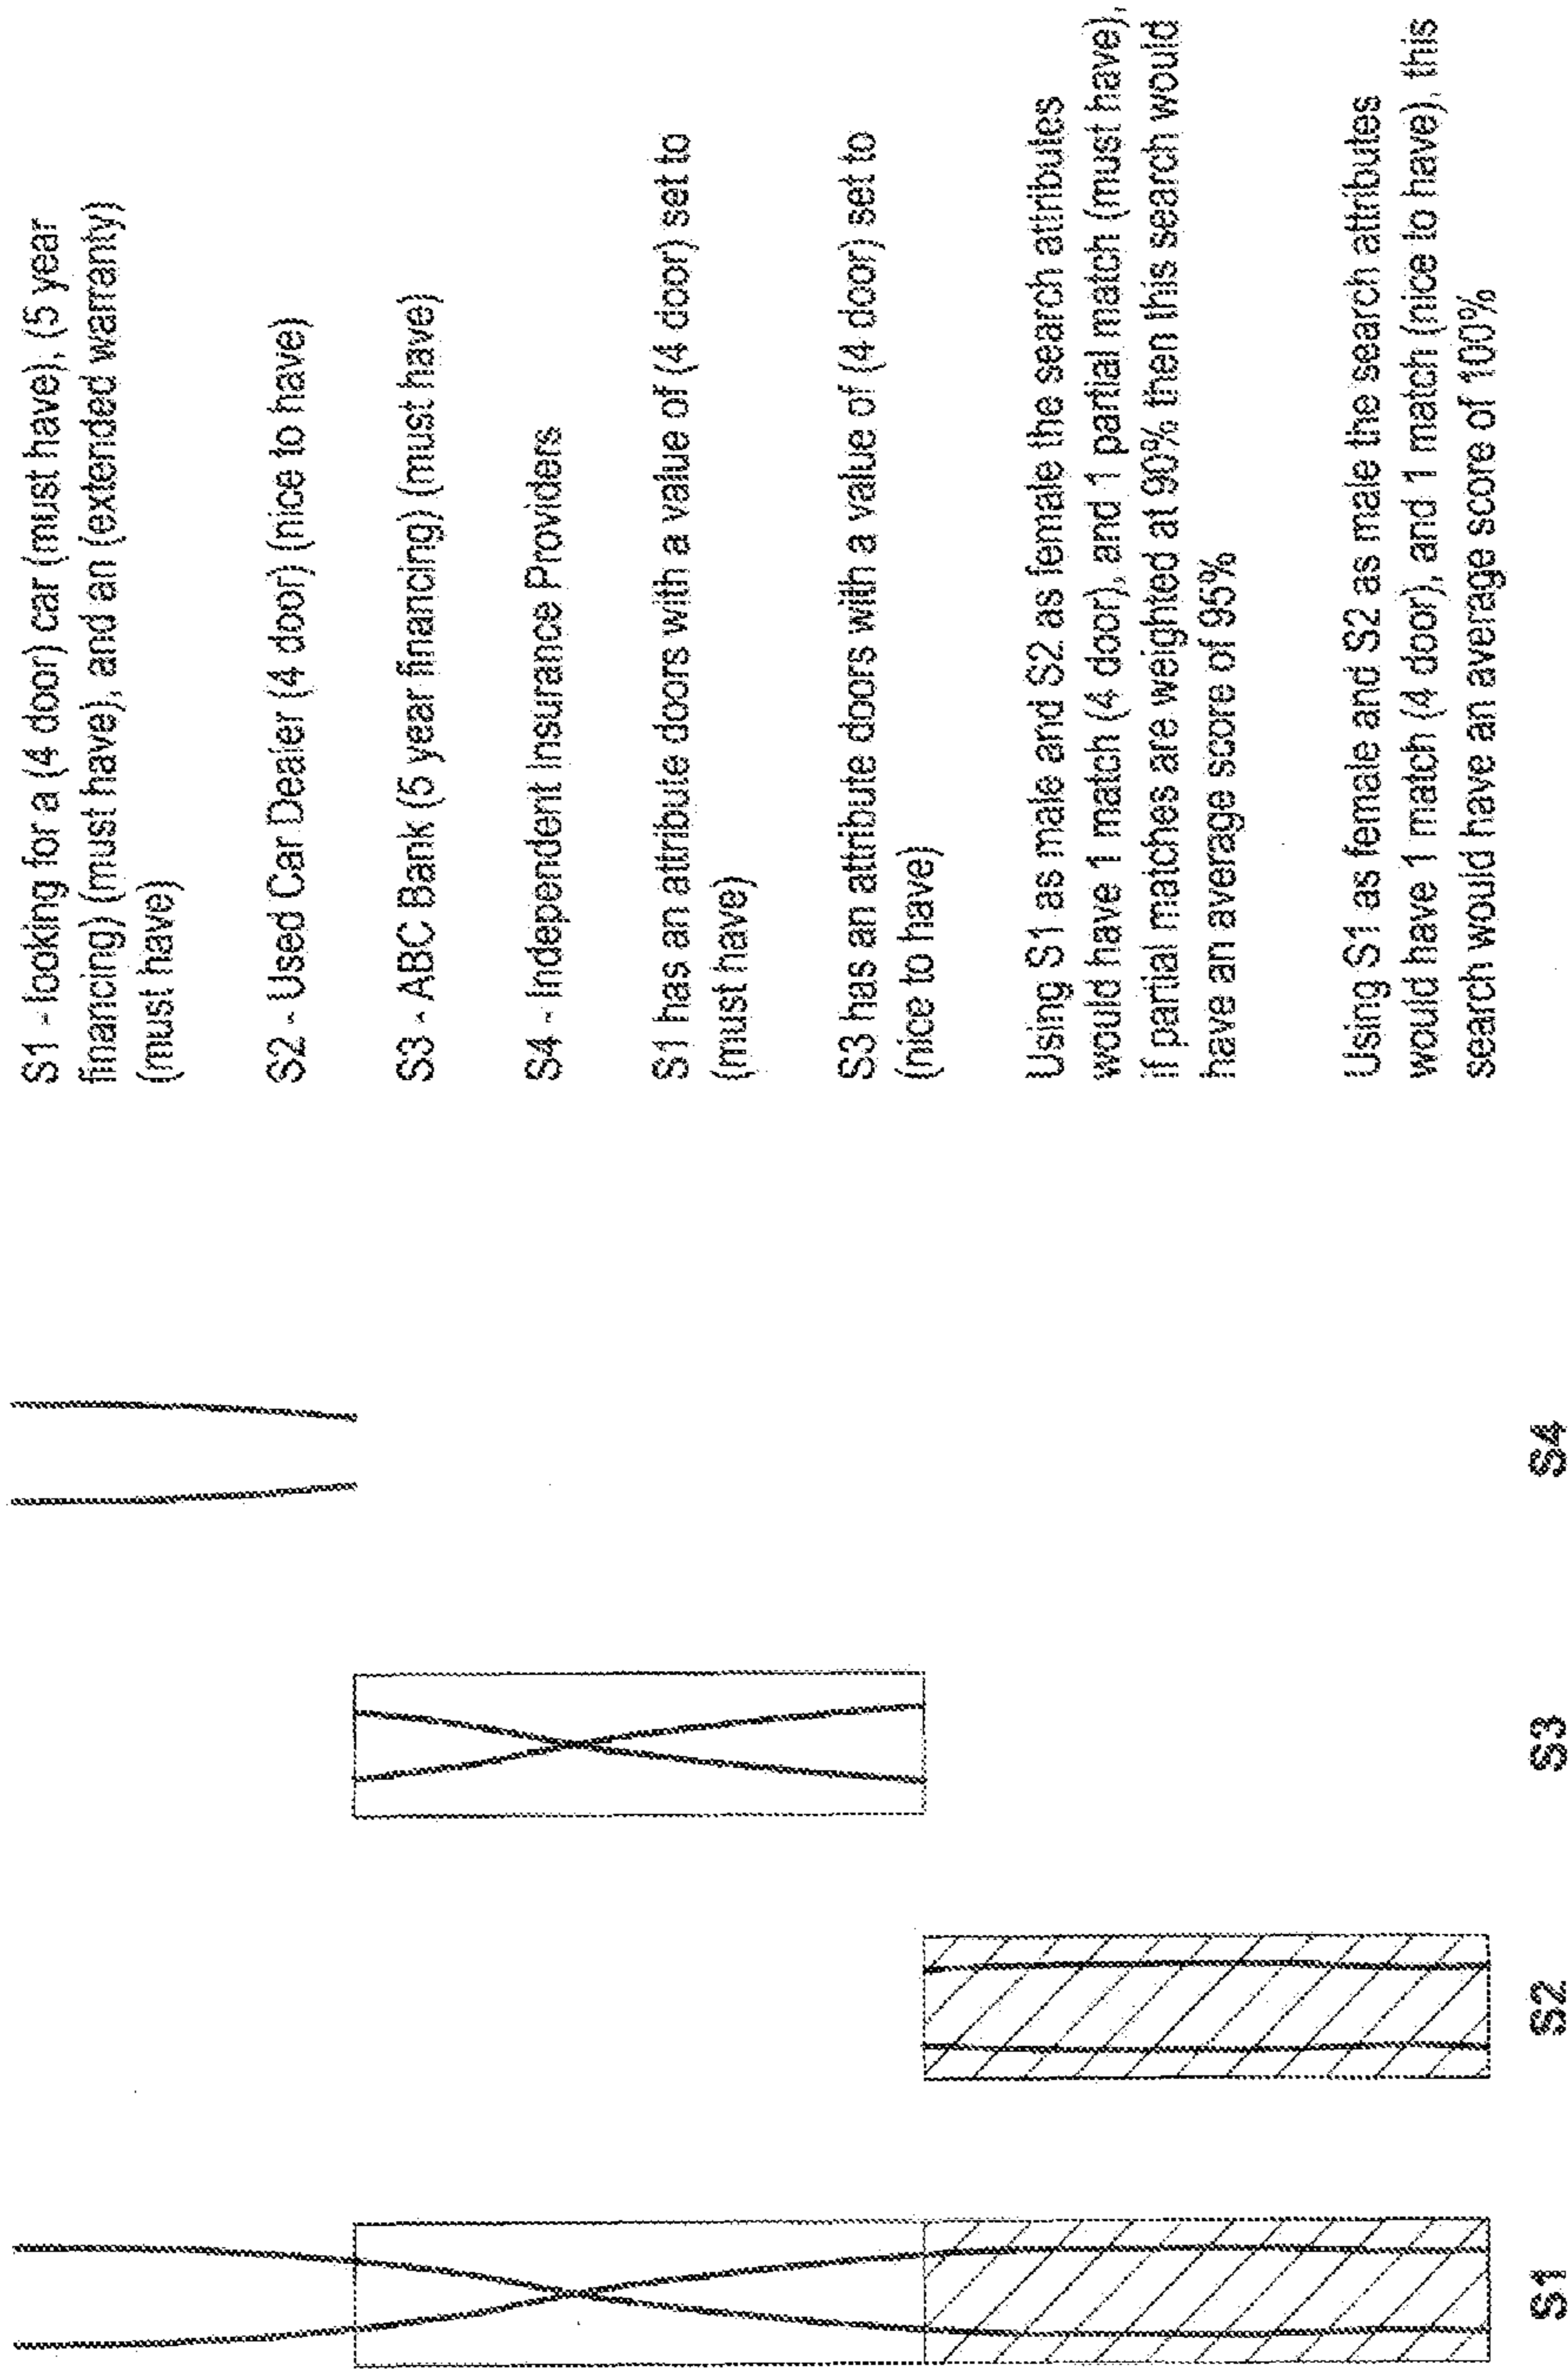 S1 - looking for a (4 door) car (must have), (5 year
financing) (must have), and an (extended warranty)
(must have)
S2 - Used Car Dealer (4 door) (nice to have)
S3 - ABC Bank (5 year financing) (must have)
S4 - Independent Insurance Providers
S1 has an attribute doors with a value of (4 door) set to
(must have)
S3 has an attribute doors with a value of (4 door) set to
(nice to have)
Using S1 as male and S2 as female the search attributes
would have 1 match (4 door), and 1 partial match (must have),
if partial matches are weighted at 90% then this search would
have an average score of 95%
Using S1 as female and S2 as male the search attributes
would have 1 match (4 door), and 1 match (nice to have), this
search would have an average score of 100%
S1
S2
S3
S4